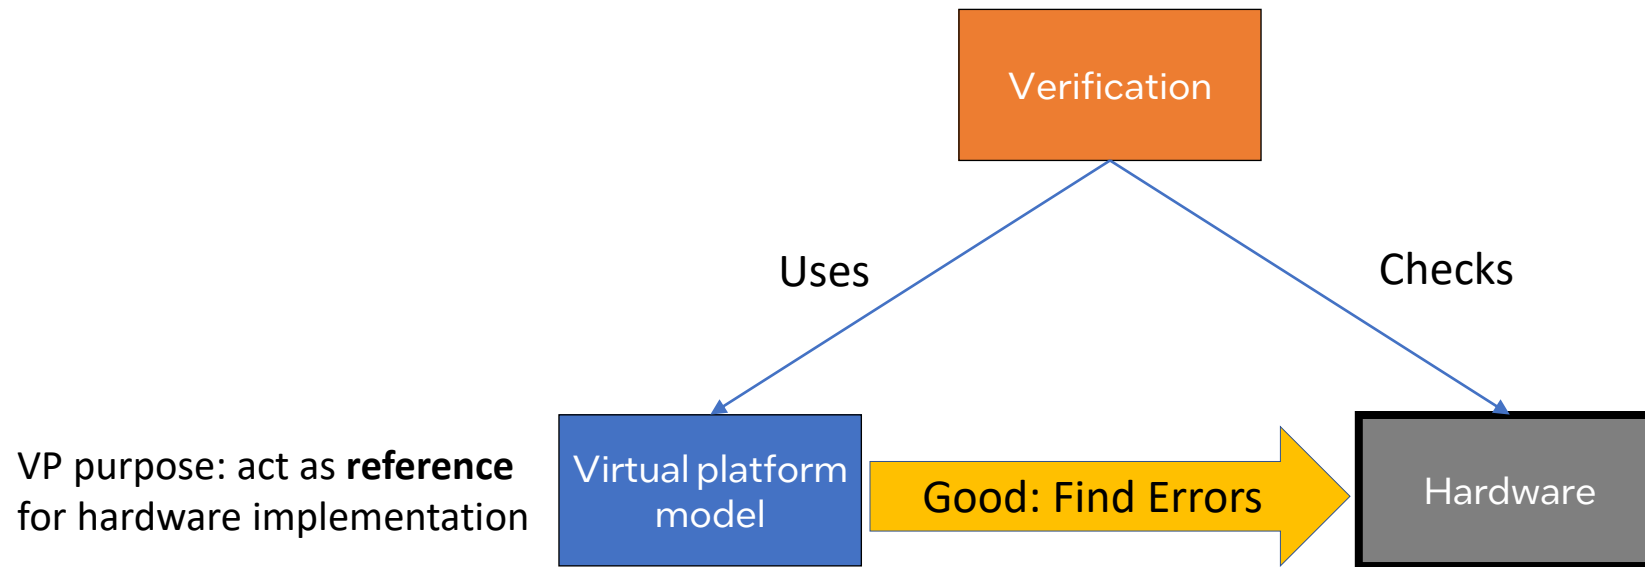 Verification
Uses
Checks
VP purpose: act as reference
for hardware implementation
Virtual platform
model
Good: Find Errors
Hardware